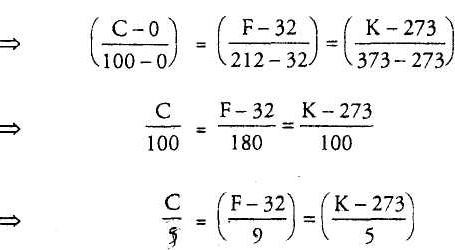 ⇒ (C – 0 / 100 – 0) = (F – 32 / 212 – 32) = (K – 273 / 373 – 273)
⇒ C / 100 = F – 32 / 180 = K – 273 / 100
⇒ C / 5 = (F – 32 / 9) = (K – 273 / 5)